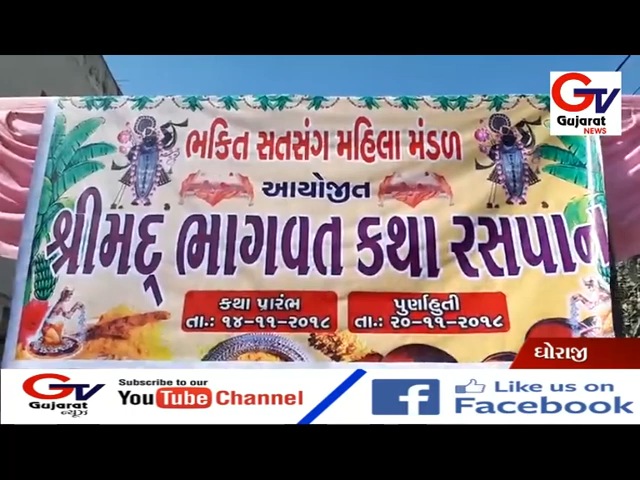 GTV
Gujarat
NEWS
ભકિત સતસંગ મહિલા મંડળ
આયોજીત
શ્રીમદ્ ભાગવત કથા રસપાન
કથા પ્રારંભ
તા.: ૧૪-૧૧-૨૦૧૮
પુર્ણાહુતી
તા.: ૨૦-૧૧-૨૦૧૮
ધોરાજી
GTV
Gujarat
ન્યૂઝ
Subscribe to our
YouTube Channel
f
Like us on
Facebook